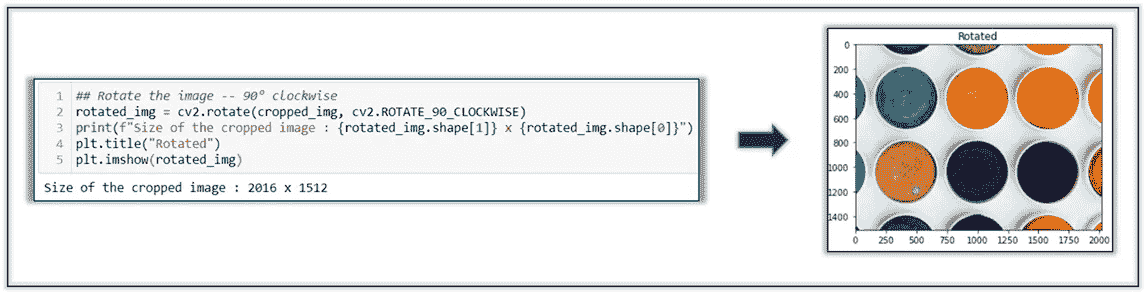 1 ## Rotate the image -- 90° clockwise
2 rotated_img = cv2.rotate(cropped_img, cv2.ROTATE_90_CLOCKWISE)
3 print(f"Size of the cropped image : {rotated_img.shape[1]} x {rotated_img.shape[0]}")
4 plt.title("Rotated")
5 plt.imshow(rotated_img)
Size of the cropped image : 2016 x 1512
Rotated
0
200
400
600
800
1000
1200
1400
0 250 500 750 1000 1250 1500 1750 2000